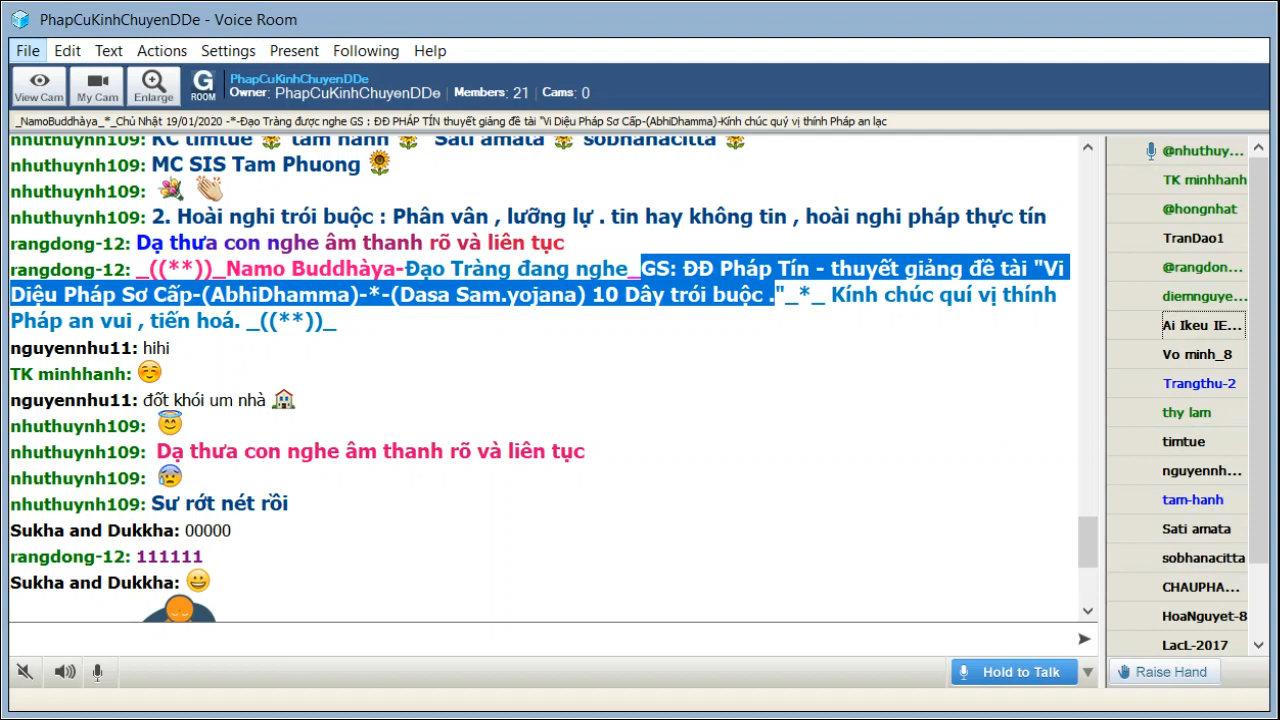 PhapCuKinhChuyenDDe - Voice Room
File Edit Text Actions Settings Present Following Help
View Cam My Cam Enlarge G ROOM
PhapCuKinhChuyenDDe
Owner: PhapCuKinhChuyenDDe Members: 21 Cams: 0
_NamoBuddhàya_*_Chủ Nhật 19/01/2020 -*-Đạo Tràng được nghe GS : ĐĐ PHÁP TÍN thuyết giảng đề tài "Vi Diệu Pháp Sơ Cấp-(AbhiDhamma)-Kính chúc quý vị thính Pháp an lạc
nhuthuynh109: KC timtue tam hanh Sati amata sobhanacitta
nhuthuynh109: MC SIS Tam Phuong
nhuthuynh109:
nhuthuynh109: 2. Hoài nghi trói buộc : Phân vân , lưỡng lự . tin hay không tin , hoài nghi pháp thực tín
rangdong-12: Dạ thưa con nghe âm thanh rõ và liên tục
rangdong-12: _((**))_Namo Buddhàya-Đạo Tràng đang nghe_GS: ĐĐ Pháp Tín - thuyết giảng đề tài "Vi
Diệu Pháp Sơ Cấp-(AbhiDhamma)-*-(Dasa Sam.yojana) 10 Dây trói buộc ."_*_ Kính chúc quí vị thính
Pháp an vui , tiến hoá. _((**))_
nguyennhu11: hihi
TK minhhanh:
nguyennhu11: đốt khói um nhà
nhuthuynh109:
nhuthuynh109: Dạ thưa con nghe âm thanh rõ và liên tục
nhuthuynh109:
nhuthuynh109: Sư rớt nét rồi
Sukha and Dukkha: 00000
rangdong-12: 111111
Sukha and Dukkha:
@nhuthuy...
TK minhhanh
@hongnhat
TranDao1
@rangdon...
diemnguye...
Ai Ikeu IE...
Vo minh_8
Trangthu-2
thy lam
timtue
nguyennh...
tam-hanh
Sati amata
sobhanacitta
CHAUPHA...
HoaNguyet-8
LacL-2017
Hold to Talk
Raise Hand